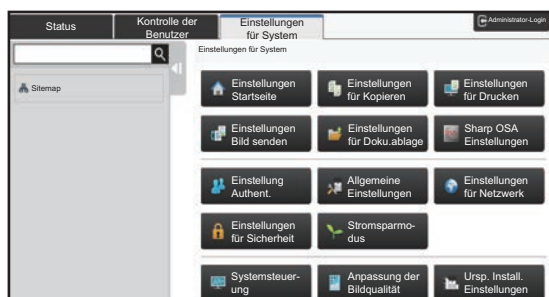 Status
Kontrolle der
Benutzer
Einstellungen
für System
Administrator-Login
Einstellungen für System
Sitemap
Einstellungen
Startseite
Einstellungen
für Kopieren
Einstellungen
für Drucken
Einstellungen
Bild senden
Einstellungen
für Doku.ablage
Sharp OSA
Einstellungen
Einstellung
Authent.
Allgemeine
Einstellungen
Einstellungen
für Netzwerk
Einstellungen
für Sicherheit
Stromsparmo-
dus
Systemsteuer-
ung
Anpassung der
Bildqualität
Ursp. Install.
Einstellungen